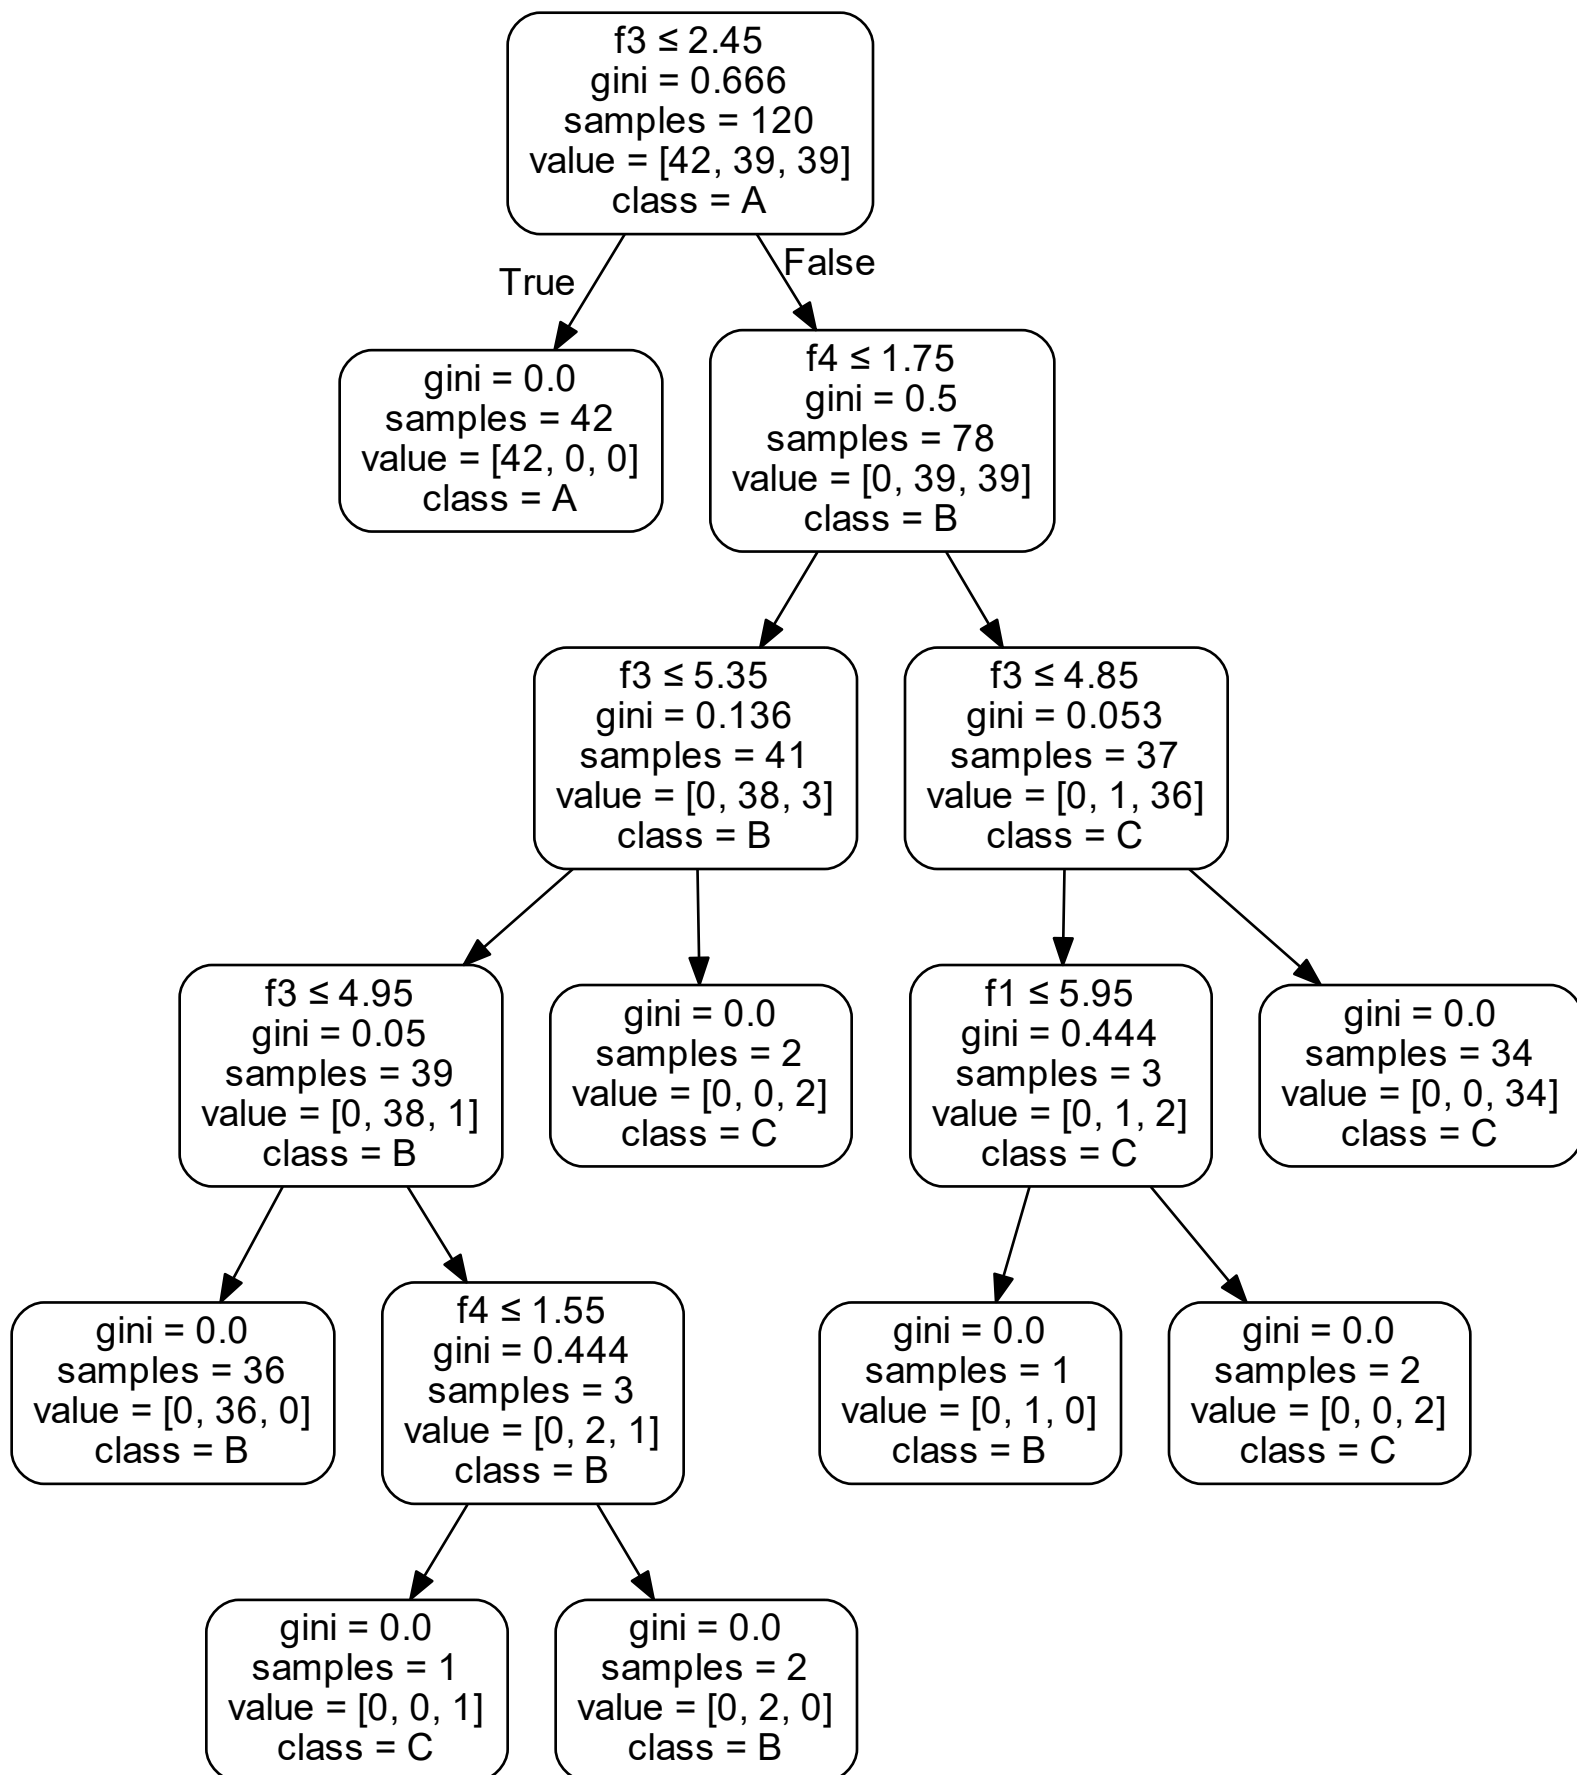 f3 ≤ 2.45
gini = 0.666
samples = 120
value = [42, 39, 39]
class = A
True
False
gini = 0.0
samples = 42
value = [42, 0, 0]
class = A
f4 ≤ 1.75
gini = 0.5
samples = 78
value = [0, 39, 39]
class = B
f3 ≤ 5.35
gini = 0.136
samples = 41
value = [0, 38, 3]
class = B
f3 ≤ 4.85
gini = 0.053
samples = 37
value = [0, 1, 36]
class = C
f3 ≤ 4.95
gini = 0.05
samples = 39
value = [0, 38, 1]
class = B
gini = 0.0
samples = 2
value = [0, 0, 2]
class = C
f1 ≤ 5.95
gini = 0.444
samples = 3
value = [0, 1, 2]
class = C
gini = 0.0
samples = 34
value = [0, 0, 34]
class = C
gini = 0.0
samples = 36
value = [0, 36, 0]
class = B
f4 ≤ 1.55
gini = 0.444
samples = 3
value = [0, 2, 1]
class = B
gini = 0.0
samples = 1
value = [0, 1, 0]
class = B
gini = 0.0
samples = 2
value = [0, 0, 2]
class = C
gini = 0.0
samples = 1
value = [0, 0, 1]
class = C
gini = 0.0
samples = 2
value = [0, 2, 0]
class = B